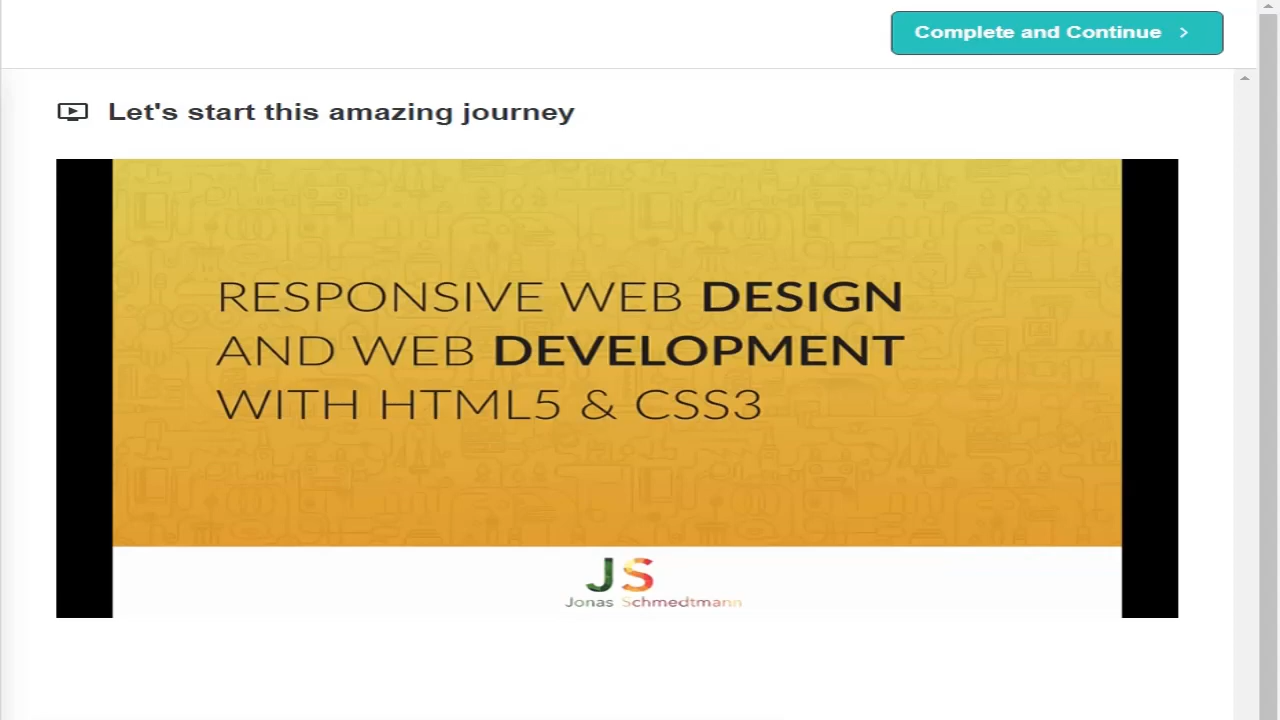 Complete and Continue
Let's start this amazing journey
RESPONSIVE WEB DESIGN
AND WEB DEVELOPMENT
WITH HTML5 & CSS3
JS
Jonas Schmedtmann